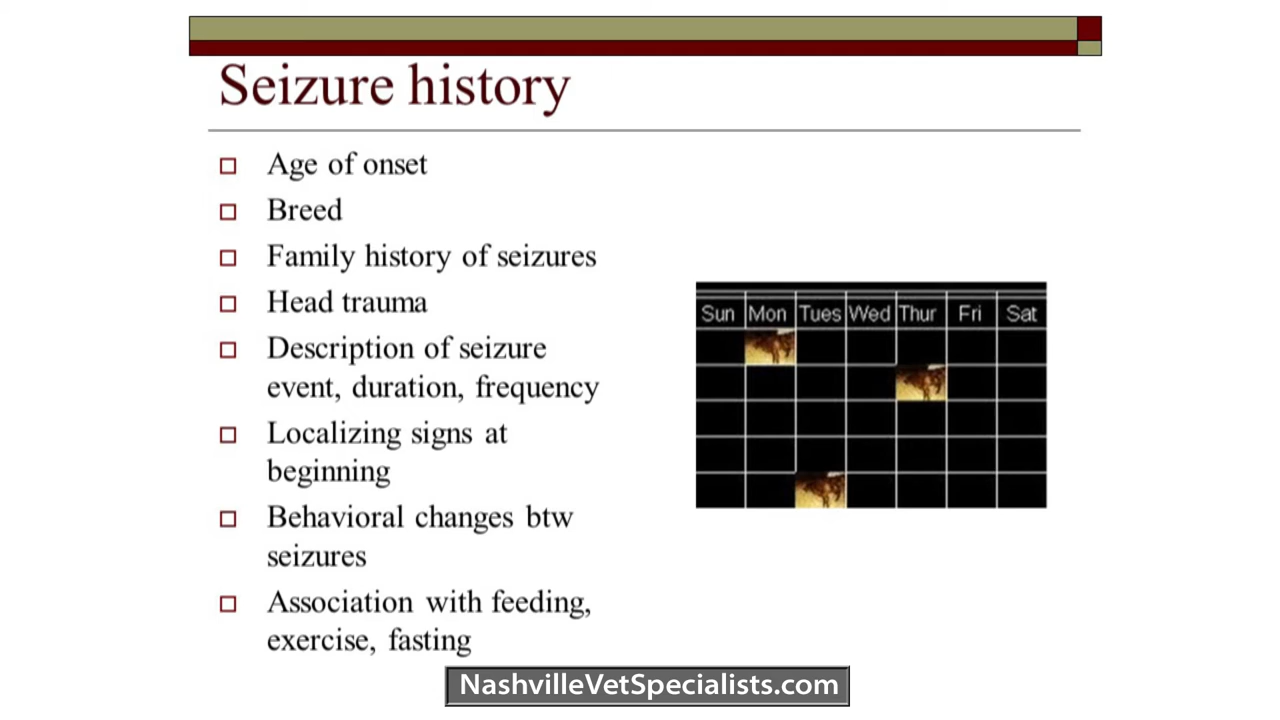 Seizure history
Age of onset
Breed
Family history of seizures
Head trauma
Description of seizure
event, duration, frequency
Localizing signs at
beginning
Behavioral changes btw
seizures
Association with feeding,
exercise, fasting
Sun Mon Tues Wed Thur Fri Sat
NashvilleVetSpecialists.com